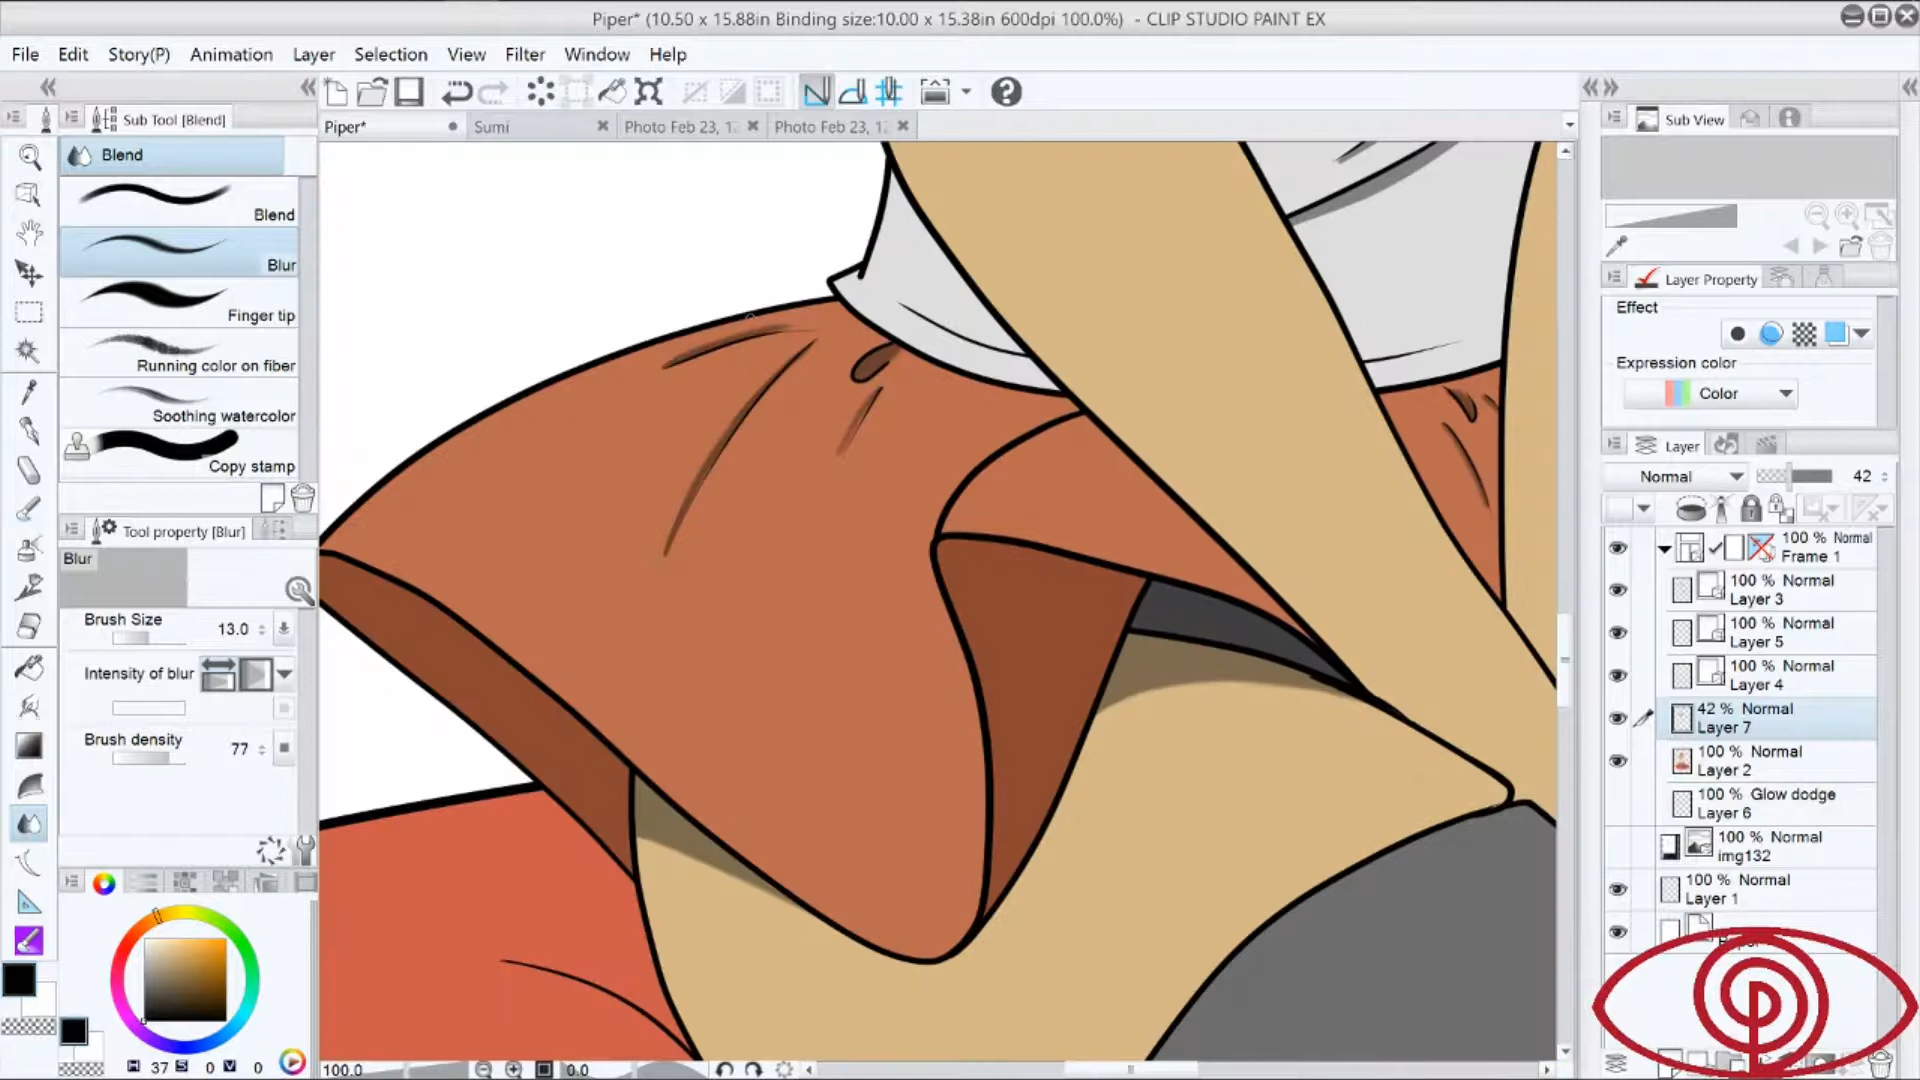 Piper* (10.50 x 15.88in Binding size:10.00 x 15.38in 600dpi 100.0%) - CLIP STUDIO PAINT EX
File Edit Story(P) Animation Layer Selection View Filter Window Help
Sub Tool [Blend]
Piper* Sumi Photo Feb 23, 1 Photo Feb 23, 1
Sub View
Blend
Blend
Blur
Finger tip
Running color on fiber
Soothing watercolor
Copy stamp
Tool property [Blur]
Blur
Brush Size 13.0
Intensity of blur
Brush density 77
H 37 S 0 V 0
100.0 0.0
Layer Property
Effect
Expression color
Color
Layer
Normal 42
100 % Normal
Frame 1
100 % Normal
Layer 3
100 % Normal
Layer 5
100 % Normal
Layer 4
42 % Normal
Layer 7
100 % Normal
Layer 2
100 % Glow dodge
Layer 6
100 % Normal
img132
100 % Normal
Layer 1